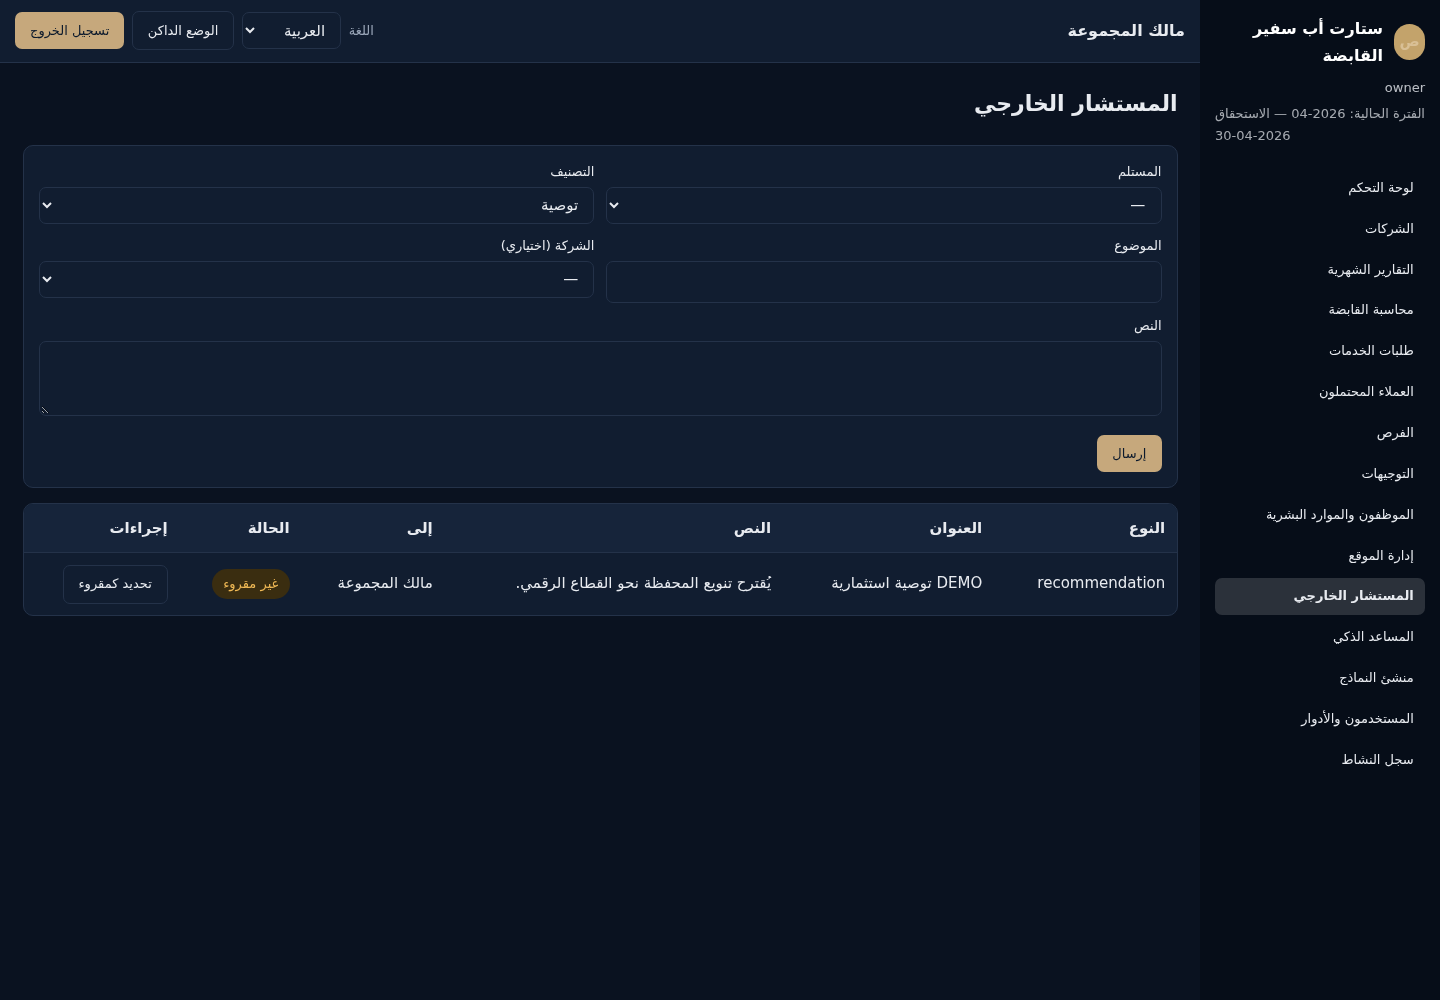 ص
ستارت أب سفير
القابضة
owner
الفترة الحالية: 2026-04 — الاستحقاق
2026-04-30
لوحة التحكم
الشركات
التقارير الشهرية
محاسبة القابضة
طلبات الخدمات
العملاء المحتملون
الفرص
التوجيهات
الموظفون والموارد البشرية
إدارة الموقع
المستشار الخارجي
المساعد الذكي
منشئ النماذج
المستخدمون والأدوار
سجل النشاط
مالك المجموعة
اللغة العربية الوضع الداكن تسجيل الخروج
المستشار الخارجي
المستلم التصنيف
— توصية
الموضوع الشركة (اختياري)
—
النص
إرسال
النوع العنوان النص إلى الحالة إجراءات
recommendation DEMO توصية استثمارية يُقترح تنويع المحفظة نحو القطاع الرقمي. مالك المجموعة غير مقروء تحديد كمقروء